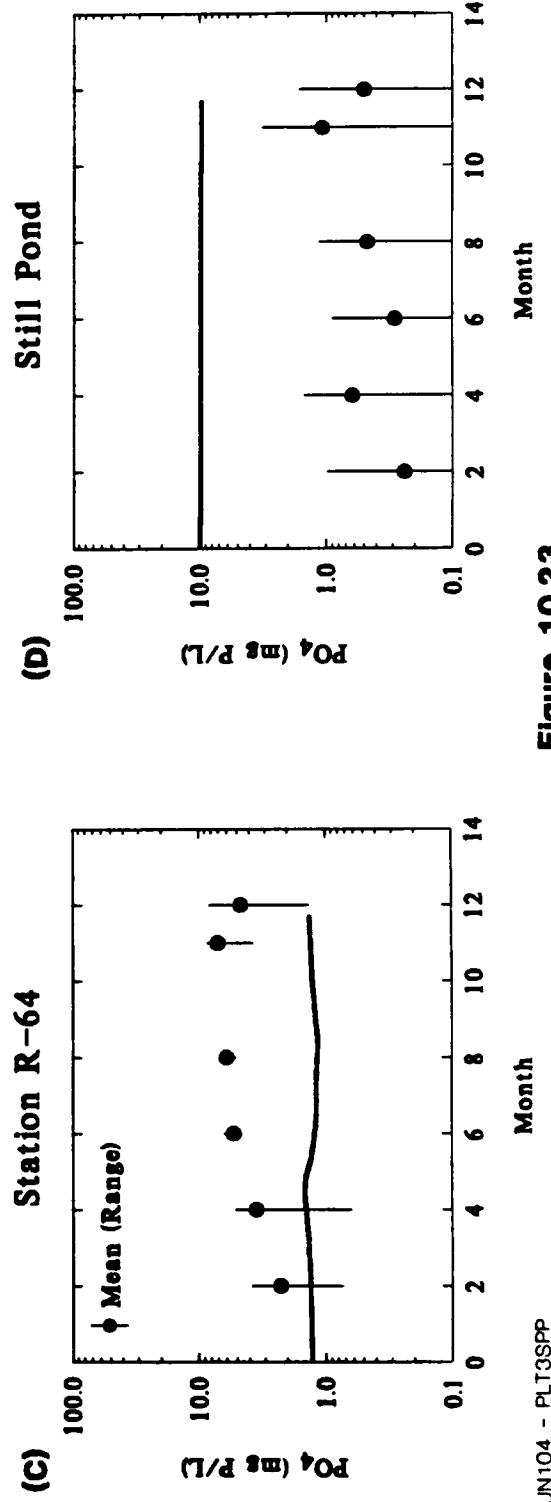 (C)
Station R-64
Mean (Range)
PO4 (mg P/L)
100.0
10.0
1.0
0.1
0 2 4 6 8 10 12 14
Month
(D)
Still Pond
PO4 (mg P/L)
100.0
10.0
1.0
0.1
0 2 4 6 8 10 12 14
Month
Figure 10.23
JN104 - PLT3SPP